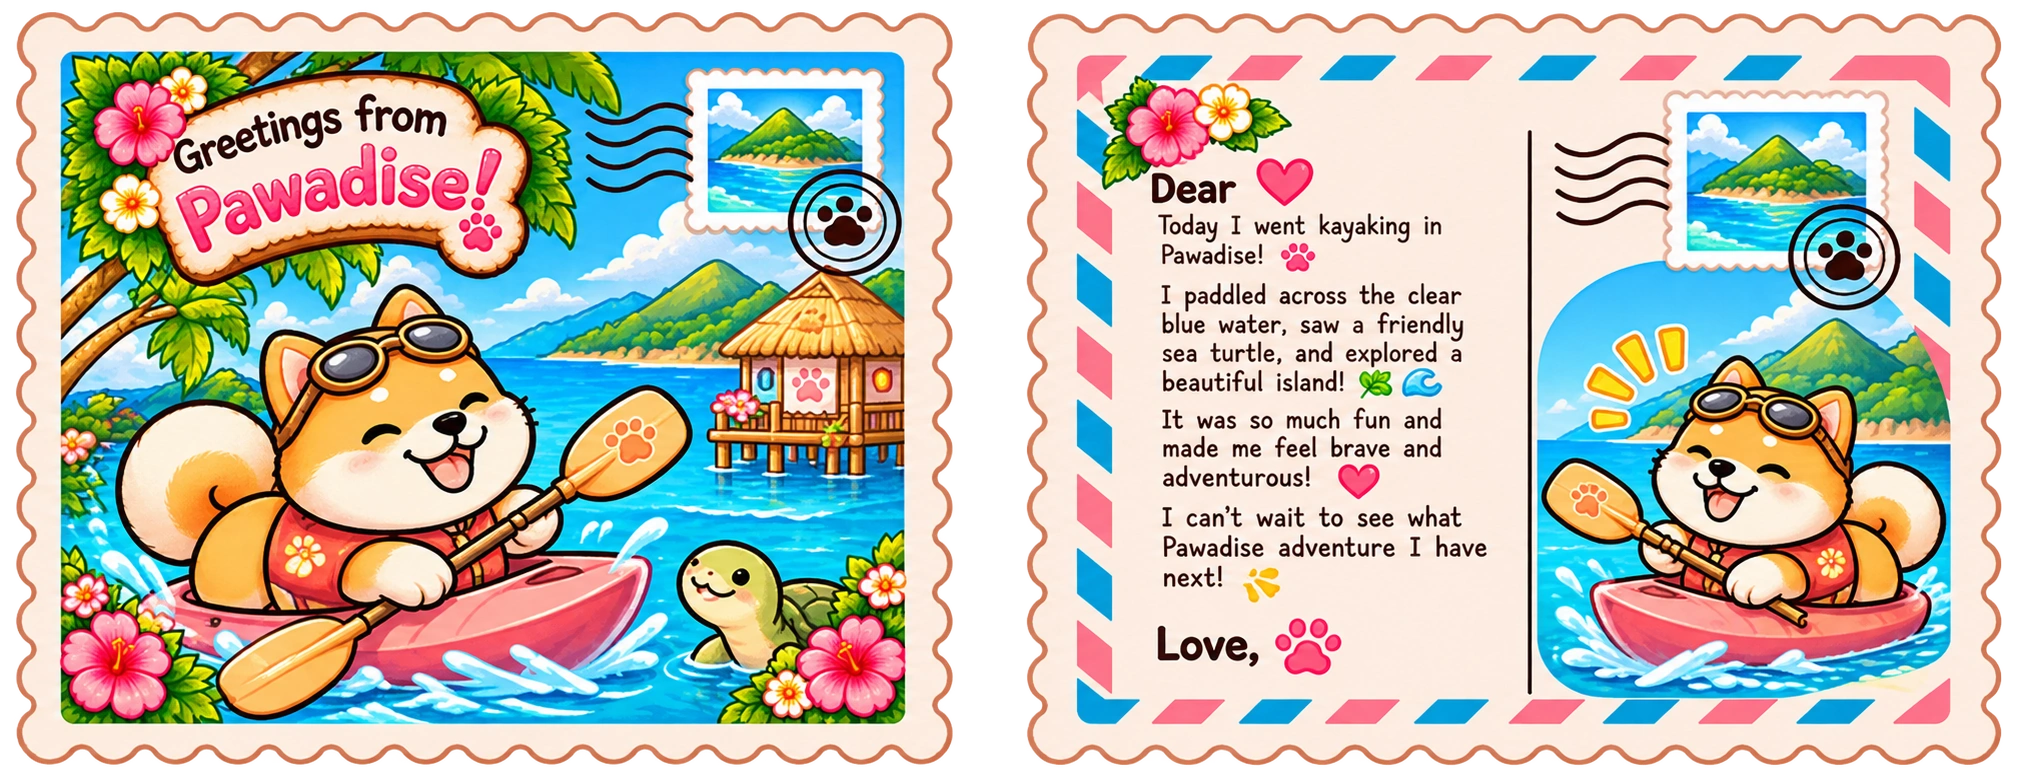 Greetings from
Pawadise!
Dear
Today I went kayaking in
Pawadise!
I paddled across the clear
blue water, saw a friendly
sea turtle, and explored a
beautiful island!
It was so much fun and
made me feel brave and
adventurous!
I can't wait to see what
Pawadise adventure I have
next!
Love,